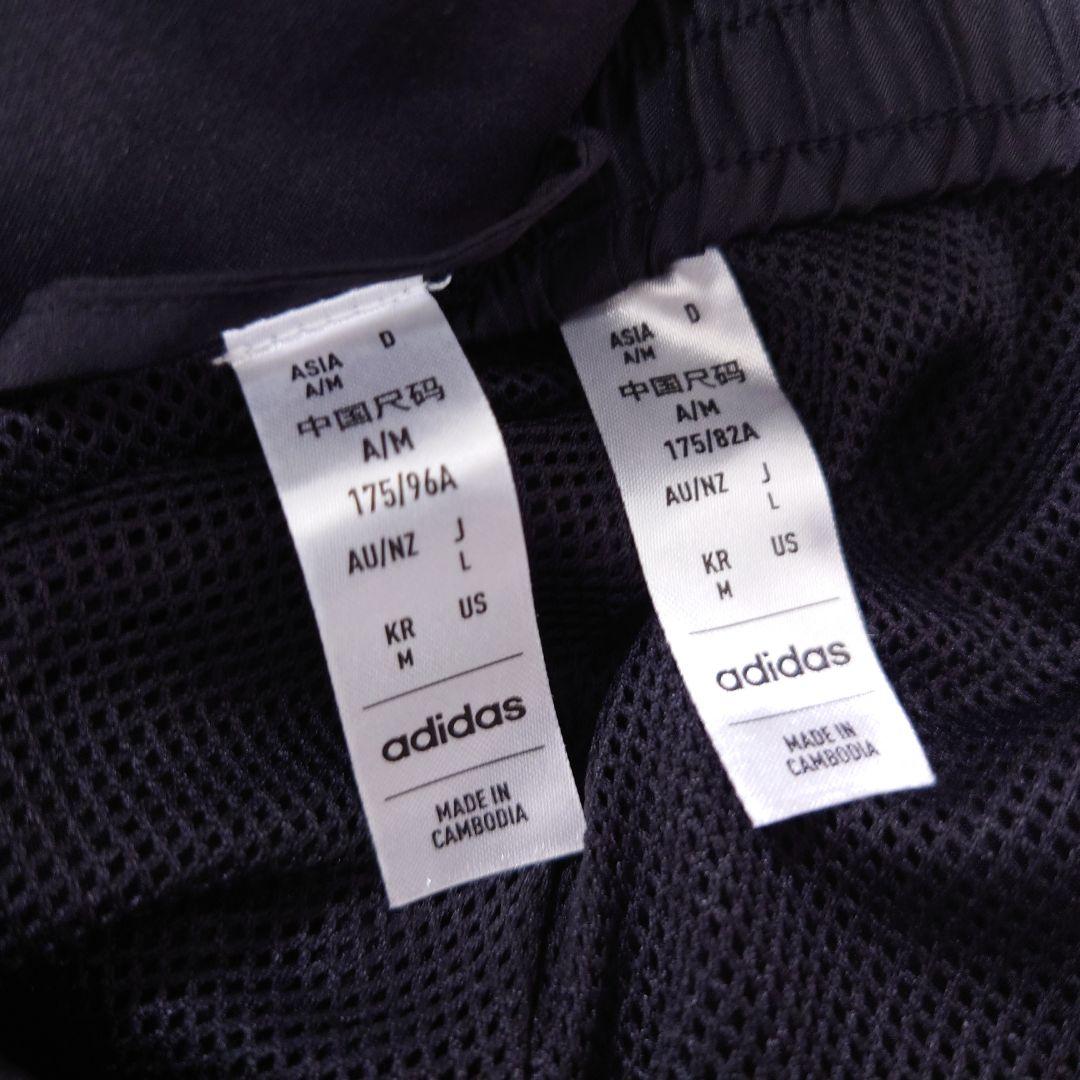 ASIA D
A/M
中国尺码
A/M
175/96A
AU/NZ J
L
KR US
M
adidas
MADE IN
CAMBODIA
ASIA D
A/M
中国尺码
A/M
175/82A
AU/NZ J
L
KR US
M
adidas
MADE IN
CAMBODIA